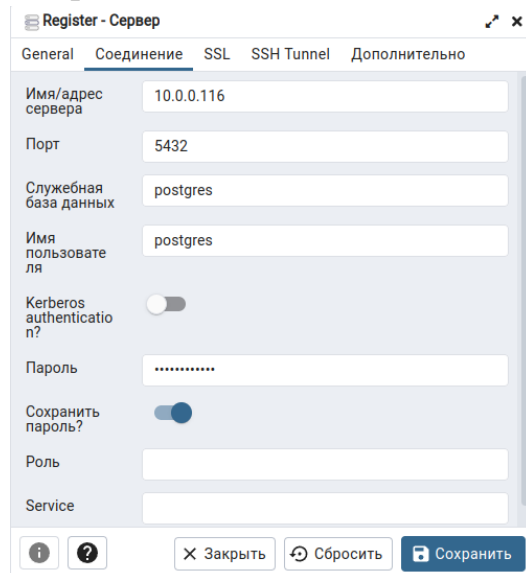 Register - Сервер
General Соединение SSL SSH Tunnel Дополнительно
Имя/адрес
сервера
10.0.0.116
Порт
5432
Служебная
база данных
postgres
Имя
пользовате
ля
postgres
Kerberos
authenticatio
n?
Пароль
••••••••••••
Сохранить
пароль?
Роль
Service
Закрыть Сбросить Сохранить